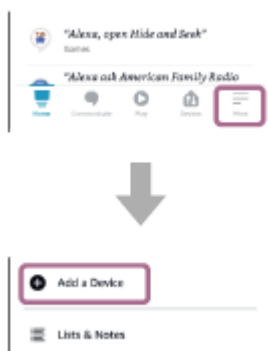 "Alexa, open Hide and Seek"
Games
"Alexa ask American Family Radio
Home Communicate Play Devices More
Add a Device
Lists & Notes